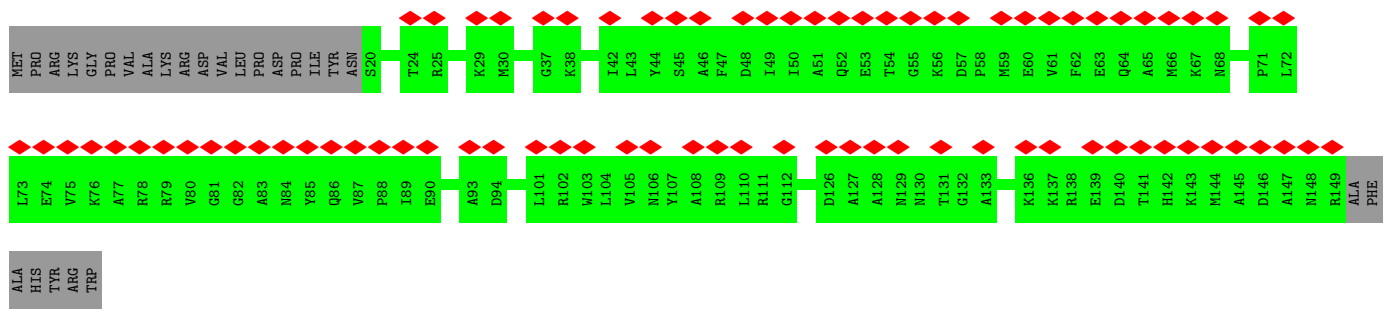 MET PRO ARG LYS GLY PRO VAL ALA LYS ARG ASP VAL LEU PRO ASP PRO ILE TYR ASN S20 T24 R25 K29 M30 G37 K38 I42 L43 Y44 S45 A46 F47 D48 I49 I50 A51 Q52 E53 T54 G55 K56 D57 P58 M59 E60 V61 F62 E63 Q64 A65 M66 K67 N68 P71 L72
L73 E74 V75 K76 A77 R78 R79 V80 G81 G82 A83 N84 Y85 Q86 V87 P88 I89 E90 A93 D94 L101 R102 W103 L104 V105 N106 Y107 A108 R109 L110 R111 G112 D126 A127 A128 N129 N130 T131 G132 A133 K136 K137 R138 E139 D140 T141 H142 K143 M144 A145 D146 A147 N148 R149 ALA PHE
ALA HIS TYR ARG TRP